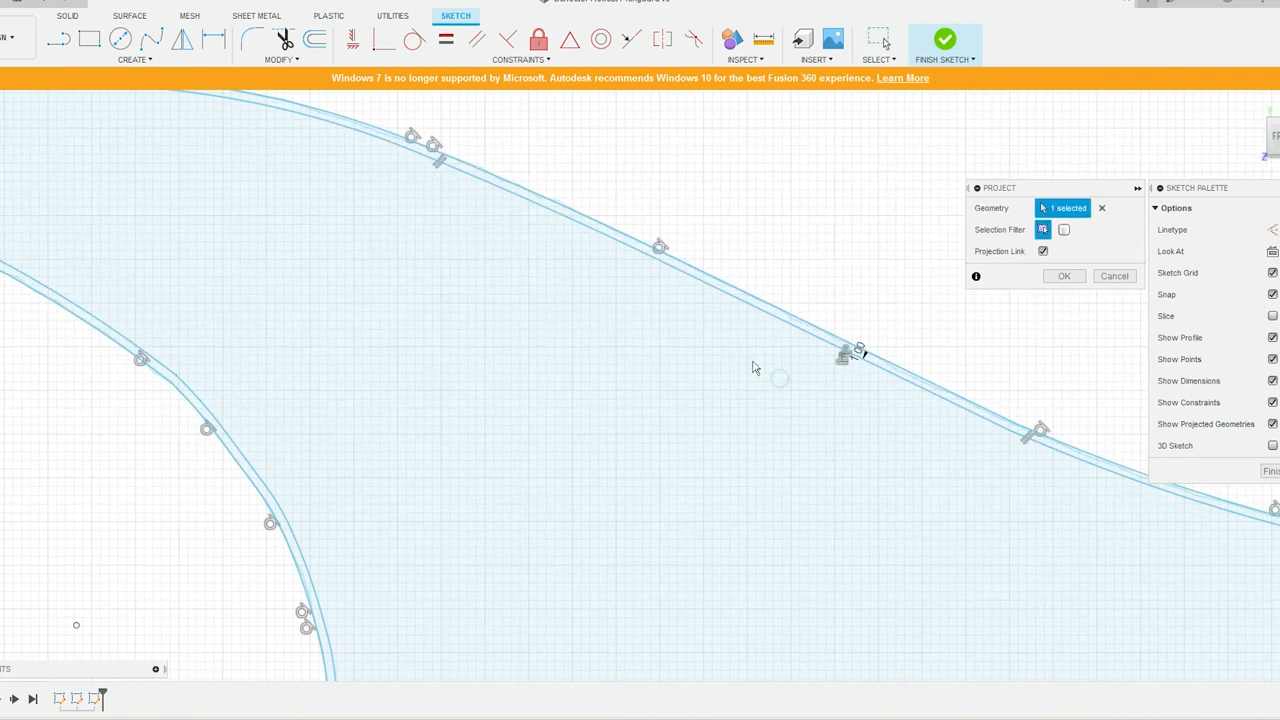 SOLID SURFACE MESH SHEET METAL PLASTIC UTILITIES SKETCH
CREATE MODIFY CONSTRAINTS INSPECT INSERT SELECT FINISH SKETCH
Windows 7 is no longer supported by Microsoft. Autodesk recommends Windows 10 for the best Fusion 360 experience. Learn More
PROJECT
Geometry 1 selected
Selection Filter
Projection Link
OK Cancel
SKETCH PALETTE
Options
Linetype
Look At
Sketch Grid
Snap
Slice
Show Profile
Show Points
Show Dimensions
Show Constraints
Show Projected Geometries
3D Sketch
Finis